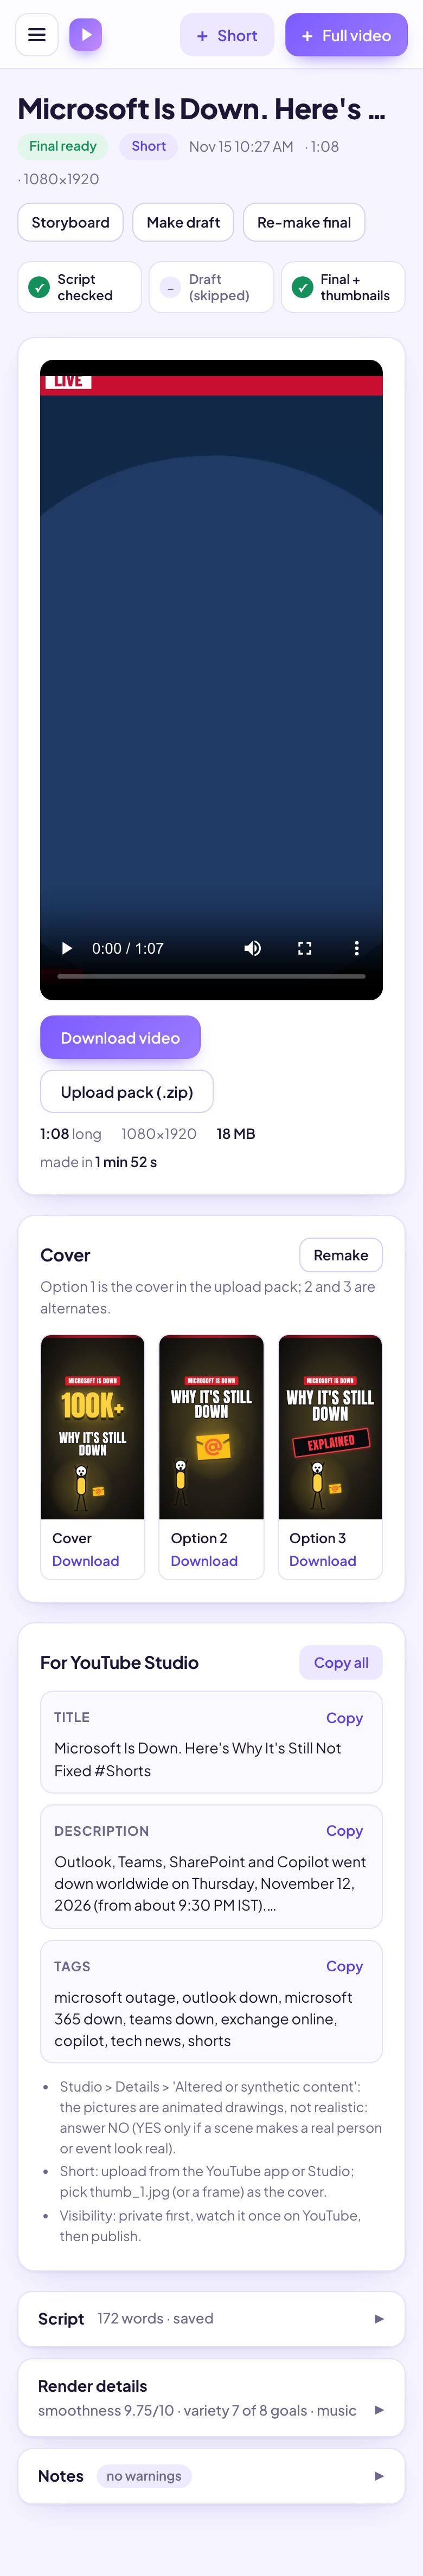 + Short
+ Full video
Microsoft Is Down. Here's ...
Final ready Short Nov 15 10:27 AM · 1:08
· 1080×1920
Storyboard Make draft Re-make final
✓ Script checked
- Draft (skipped)
✓ Final + thumbnails
LIVE
0:00 / 1:07
Download video
Upload pack (.zip)
1:08 long 1080×1920 18 MB
made in 1 min 52 s
Cover Remake
Option 1 is the cover in the upload pack; 2 and 3 are
alternates.
MICROSOFT IS DOWN
100K+
WHY IT'S STILL
DOWN
Cover
Download
MICROSOFT IS DOWN
WHY IT'S STILL
DOWN
@
Option 2
Download
MICROSOFT IS DOWN
WHY IT'S STILL
DOWN
EXPLAINED
Option 3
Download
For YouTube Studio Copy all
TITLE Copy
Microsoft Is Down. Here's Why It's Still Not
Fixed #Shorts
DESCRIPTION Copy
Outlook, Teams, SharePoint and Copilot went
down worldwide on Thursday, November 12,
2026 (from about 9:30 PM IST)....
TAGS Copy
microsoft outage, outlook down, microsoft
365 down, teams down, exchange online,
copilot, tech news, shorts
• Studio > Details > 'Altered or synthetic content':
the pictures are animated drawings, not realistic:
answer NO (YES only if a scene makes a real person
or event look real).
• Short: upload from the YouTube app or Studio;
pick thumb_1.jpg (or a frame) as the cover.
• Visibility: private first, watch it once on YouTube,
then publish.
Script 172 words · saved
Render details
smoothness 9.75/10 · variety 7 of 8 goals · music
Notes no warnings